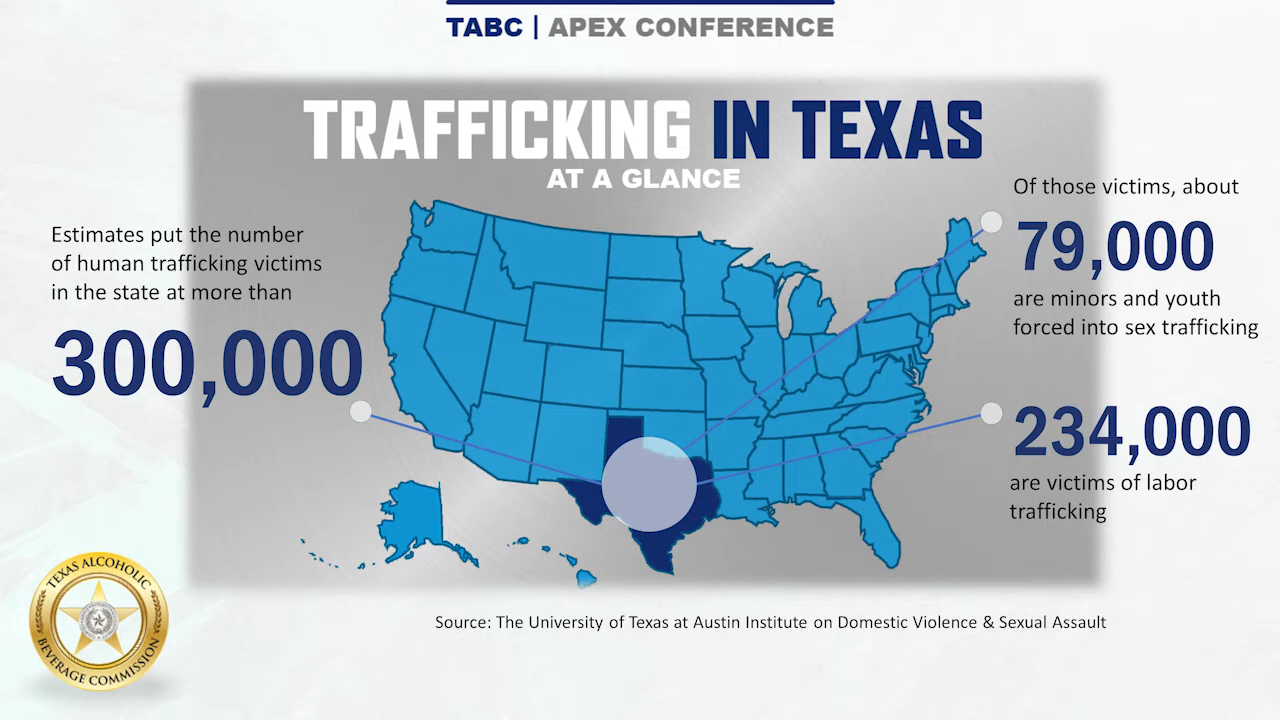 TABC | APEX CONFERENCE
TRAFFICKING IN TEXAS
AT A GLANCE
Estimates put the number
of human trafficking victims
in the state at more than
300,000
Of those victims, about
79,000
are minors and youth
forced into sex trafficking
234,000
are victims of labor
trafficking
Source: The University of Texas at Austin Institute on Domestic Violence & Sexual Assault
TEXAS ALCOHOLIC
BEVERAGE COMMISSION